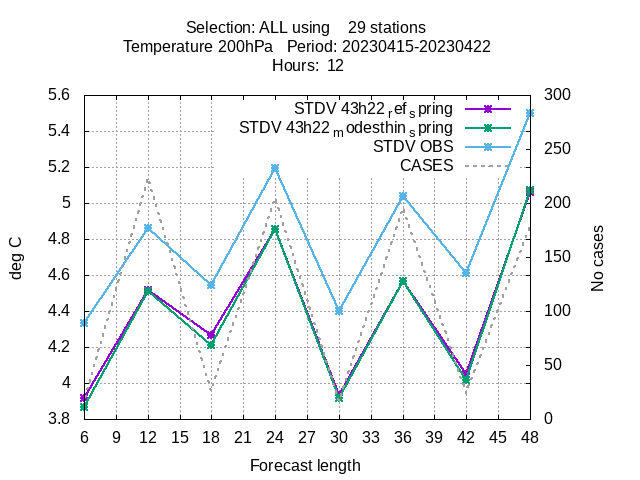 Selection: ALL using    29 stations
Temperature 200hPa   Period: 20230415-20230422
Hours: 12
STDV 43h22 ref spring
STDV 43h22 modesthin spring
STDV OBS
CASES
5.6
5.4
5.2
5
4.8
4.6
4.4
4.2
4
3.8
deg C
300
250
200
150
100
50
0
No cases
6 9 12 15 18 21 24 27 30 33 36 39 42 45 48
Forecast length